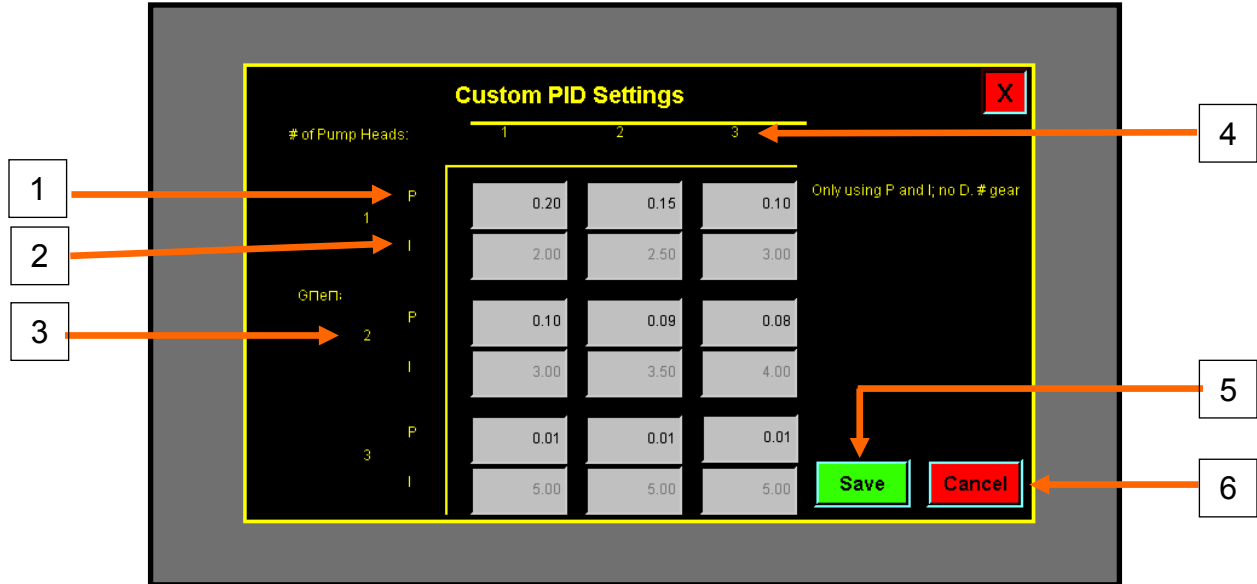 Custom PID Settings
X
# of Pump Heads: 1 2 3
4
1
P 0.20 0.15 0.10
Only using P and I; no D. # gear
1
2
I 2.00 2.50 3.00
3
P 0.10 0.09 0.08
2
I 3.00 3.50 4.00
5
P 0.01 0.01 0.01
3
I 5.00 5.00 5.00
Save Cancel
6